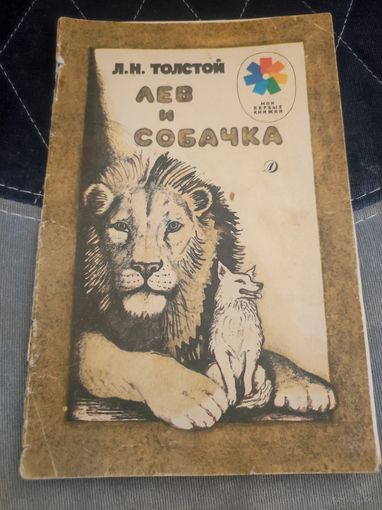 Л.Н. ТОЛСТОЙ
ЛЕВ
И
СОБАЧКА
МОИ
ПЕРВЫЕ
КНИЖКИ
Д